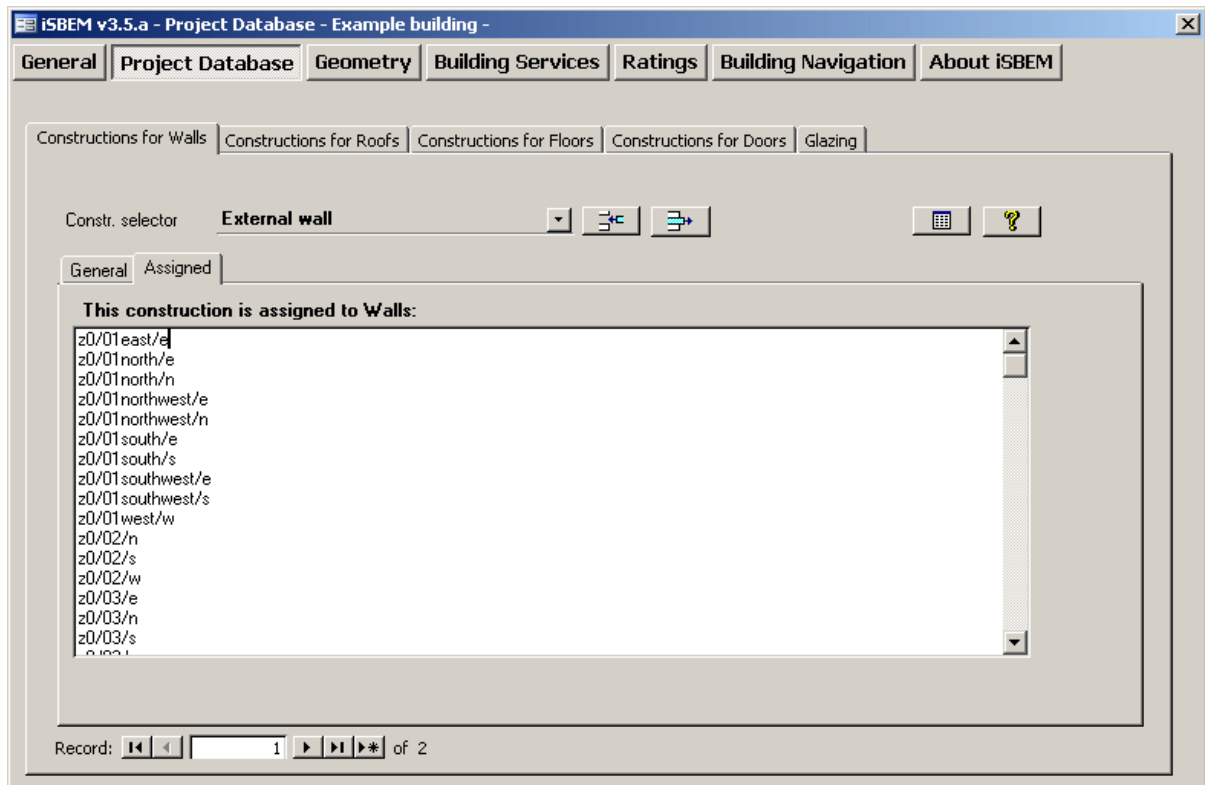 iSBEM v3.5.a - Project Database - Example building -
General Project Database Geometry Building Services Ratings Building Navigation About iSBEM
Constructions for Walls Constructions for Roofs Constructions for Floors Constructions for Doors Glazing
Constr. selector External wall
General Assigned
This construction is assigned to Walls:
z0/01east/e
z0/01north/e
z0/01north/n
z0/01northwest/e
z0/01northwest/n
z0/01south/e
z0/01south/s
z0/01southwest/e
z0/01southwest/s
z0/01west/w
z0/02/n
z0/02/s
z0/02/w
z0/03/e
z0/03/n
z0/03/s
Record: 1 of 2